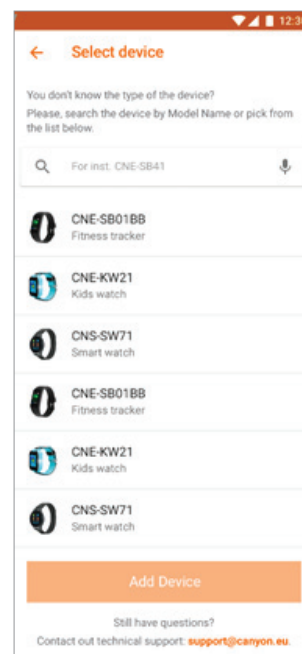 12:30
Select device
You don't know the type of the device?
Please, search the device by Model Name or pick from
the list below.
For inst. CNE-SB41
CNE-SB01BB
Fitness tracker
CNE-KW21
Kids watch
CNS-SW71
Smart watch
CNE-SB01BB
Fitness tracker
CNE-KW21
Kids watch
CNS-SW71
Smart watch
Add Device
Still have questions?
Contact out technical support: support@canyon.eu.